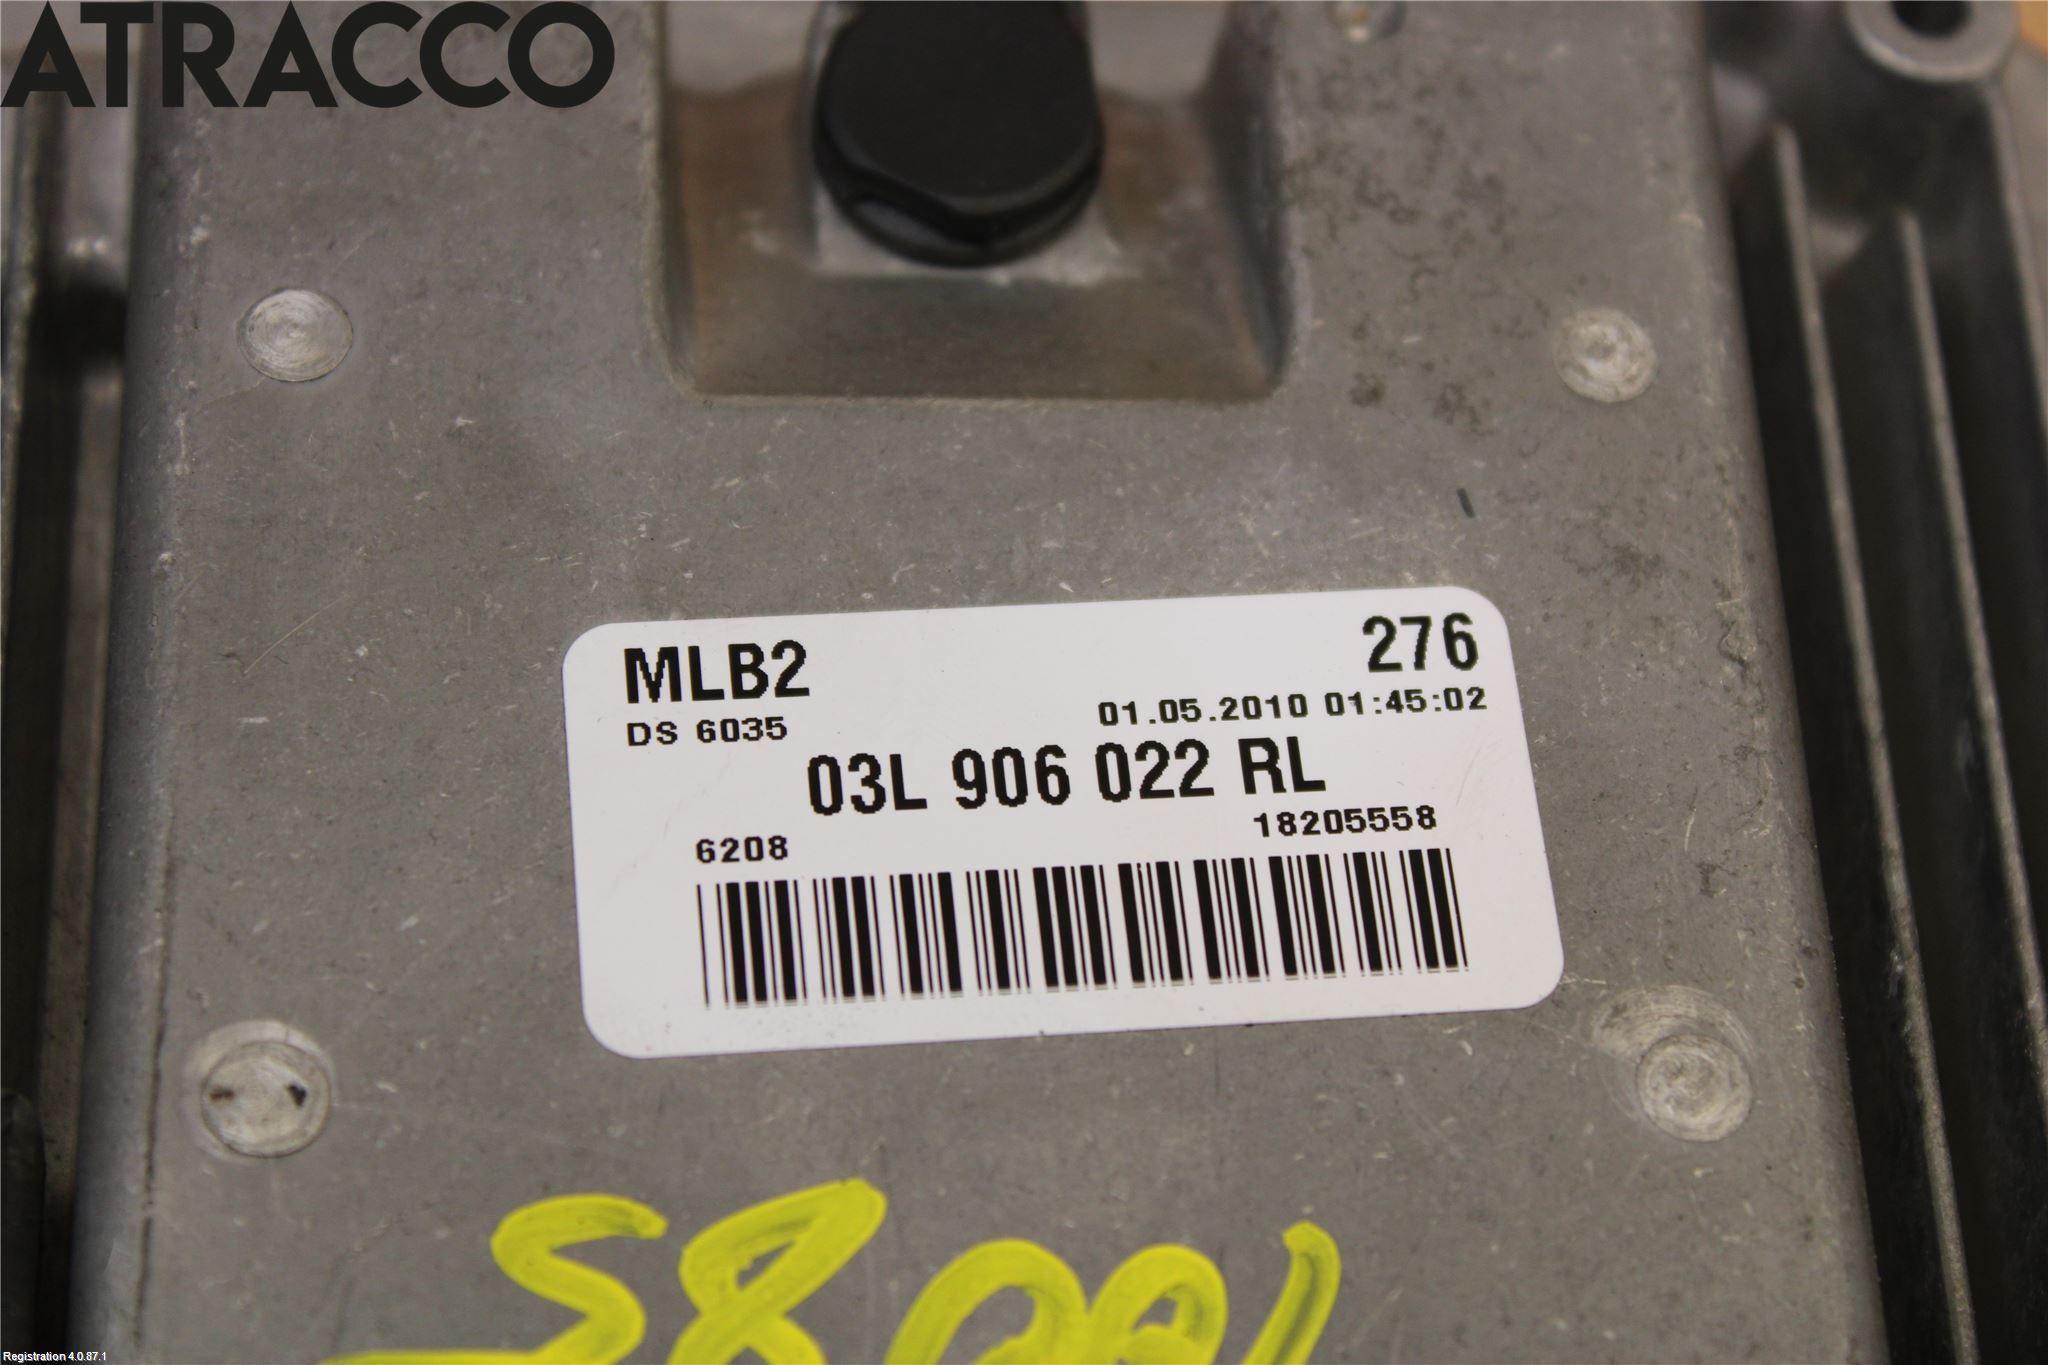 ATRACCO
MLB2 276
DS 6035 01.05.2010 01:45:02
03L 906 022 RL
6208 18205558
Registration 4.0.87.1